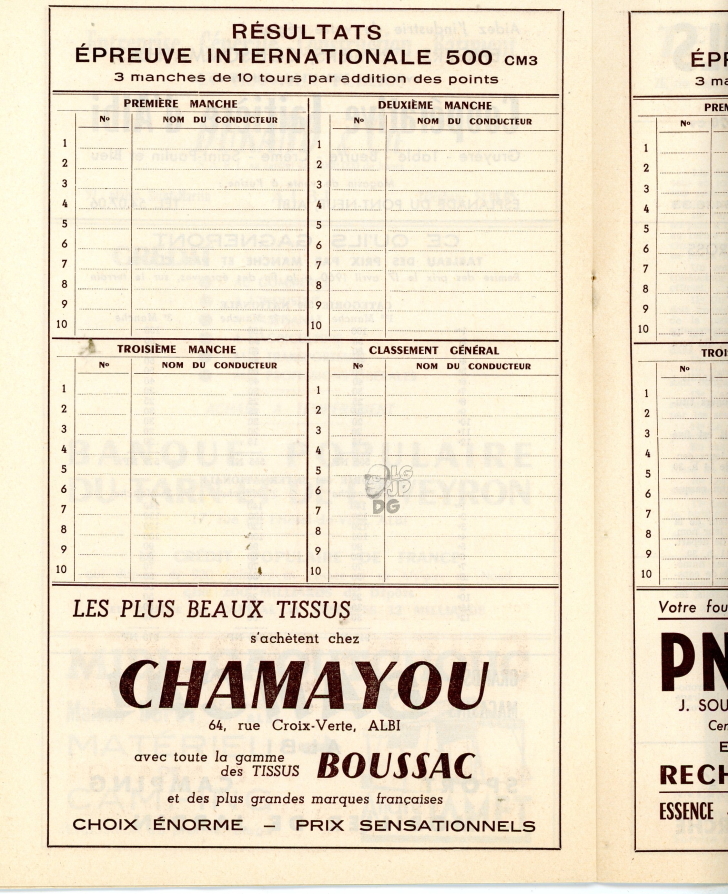 RÉSULTATS
ÉPREUVE INTERNATIONALE 500 CM3
3 manches de 10 tours par addition des points
PREMIÈRE MANCHE
Nº NOM DU CONDUCTEUR
1
2
3
4
5
6
7
8
9
10
DEUXIÈME MANCHE
Nº NOM DU CONDUCTEUR
1
2
3
4
5
6
7
8
9
10
TROISIÈME MANCHE
Nº NOM DU CONDUCTEUR
1
2
3
4
5
6
7
8
9
10
CLASSEMENT GÉNÉRAL
Nº NOM DU CONDUCTEUR
1
2
3
4
5
6
7
8
9
10
LES PLUS BEAUX TISSUS
s'achètent chez
CHAMAYOU
64, rue Croix-Verte, ALBI
avec toute la gamme
des TISSUS BOUSSAC
et des plus grandes marques françaises
CHOIX ÉNORME – PRIX SENSATIONNELS
LG
JP
DG
ÉP
3 ma
PREM
Nº
1
2
3
4
5
6
7
8
9
10
TROIS
Nº
1
2
3
4
5
6
7
8
9
10
Votre fou
PN
J. SOU
Cen
E
RECH
ESSENCE